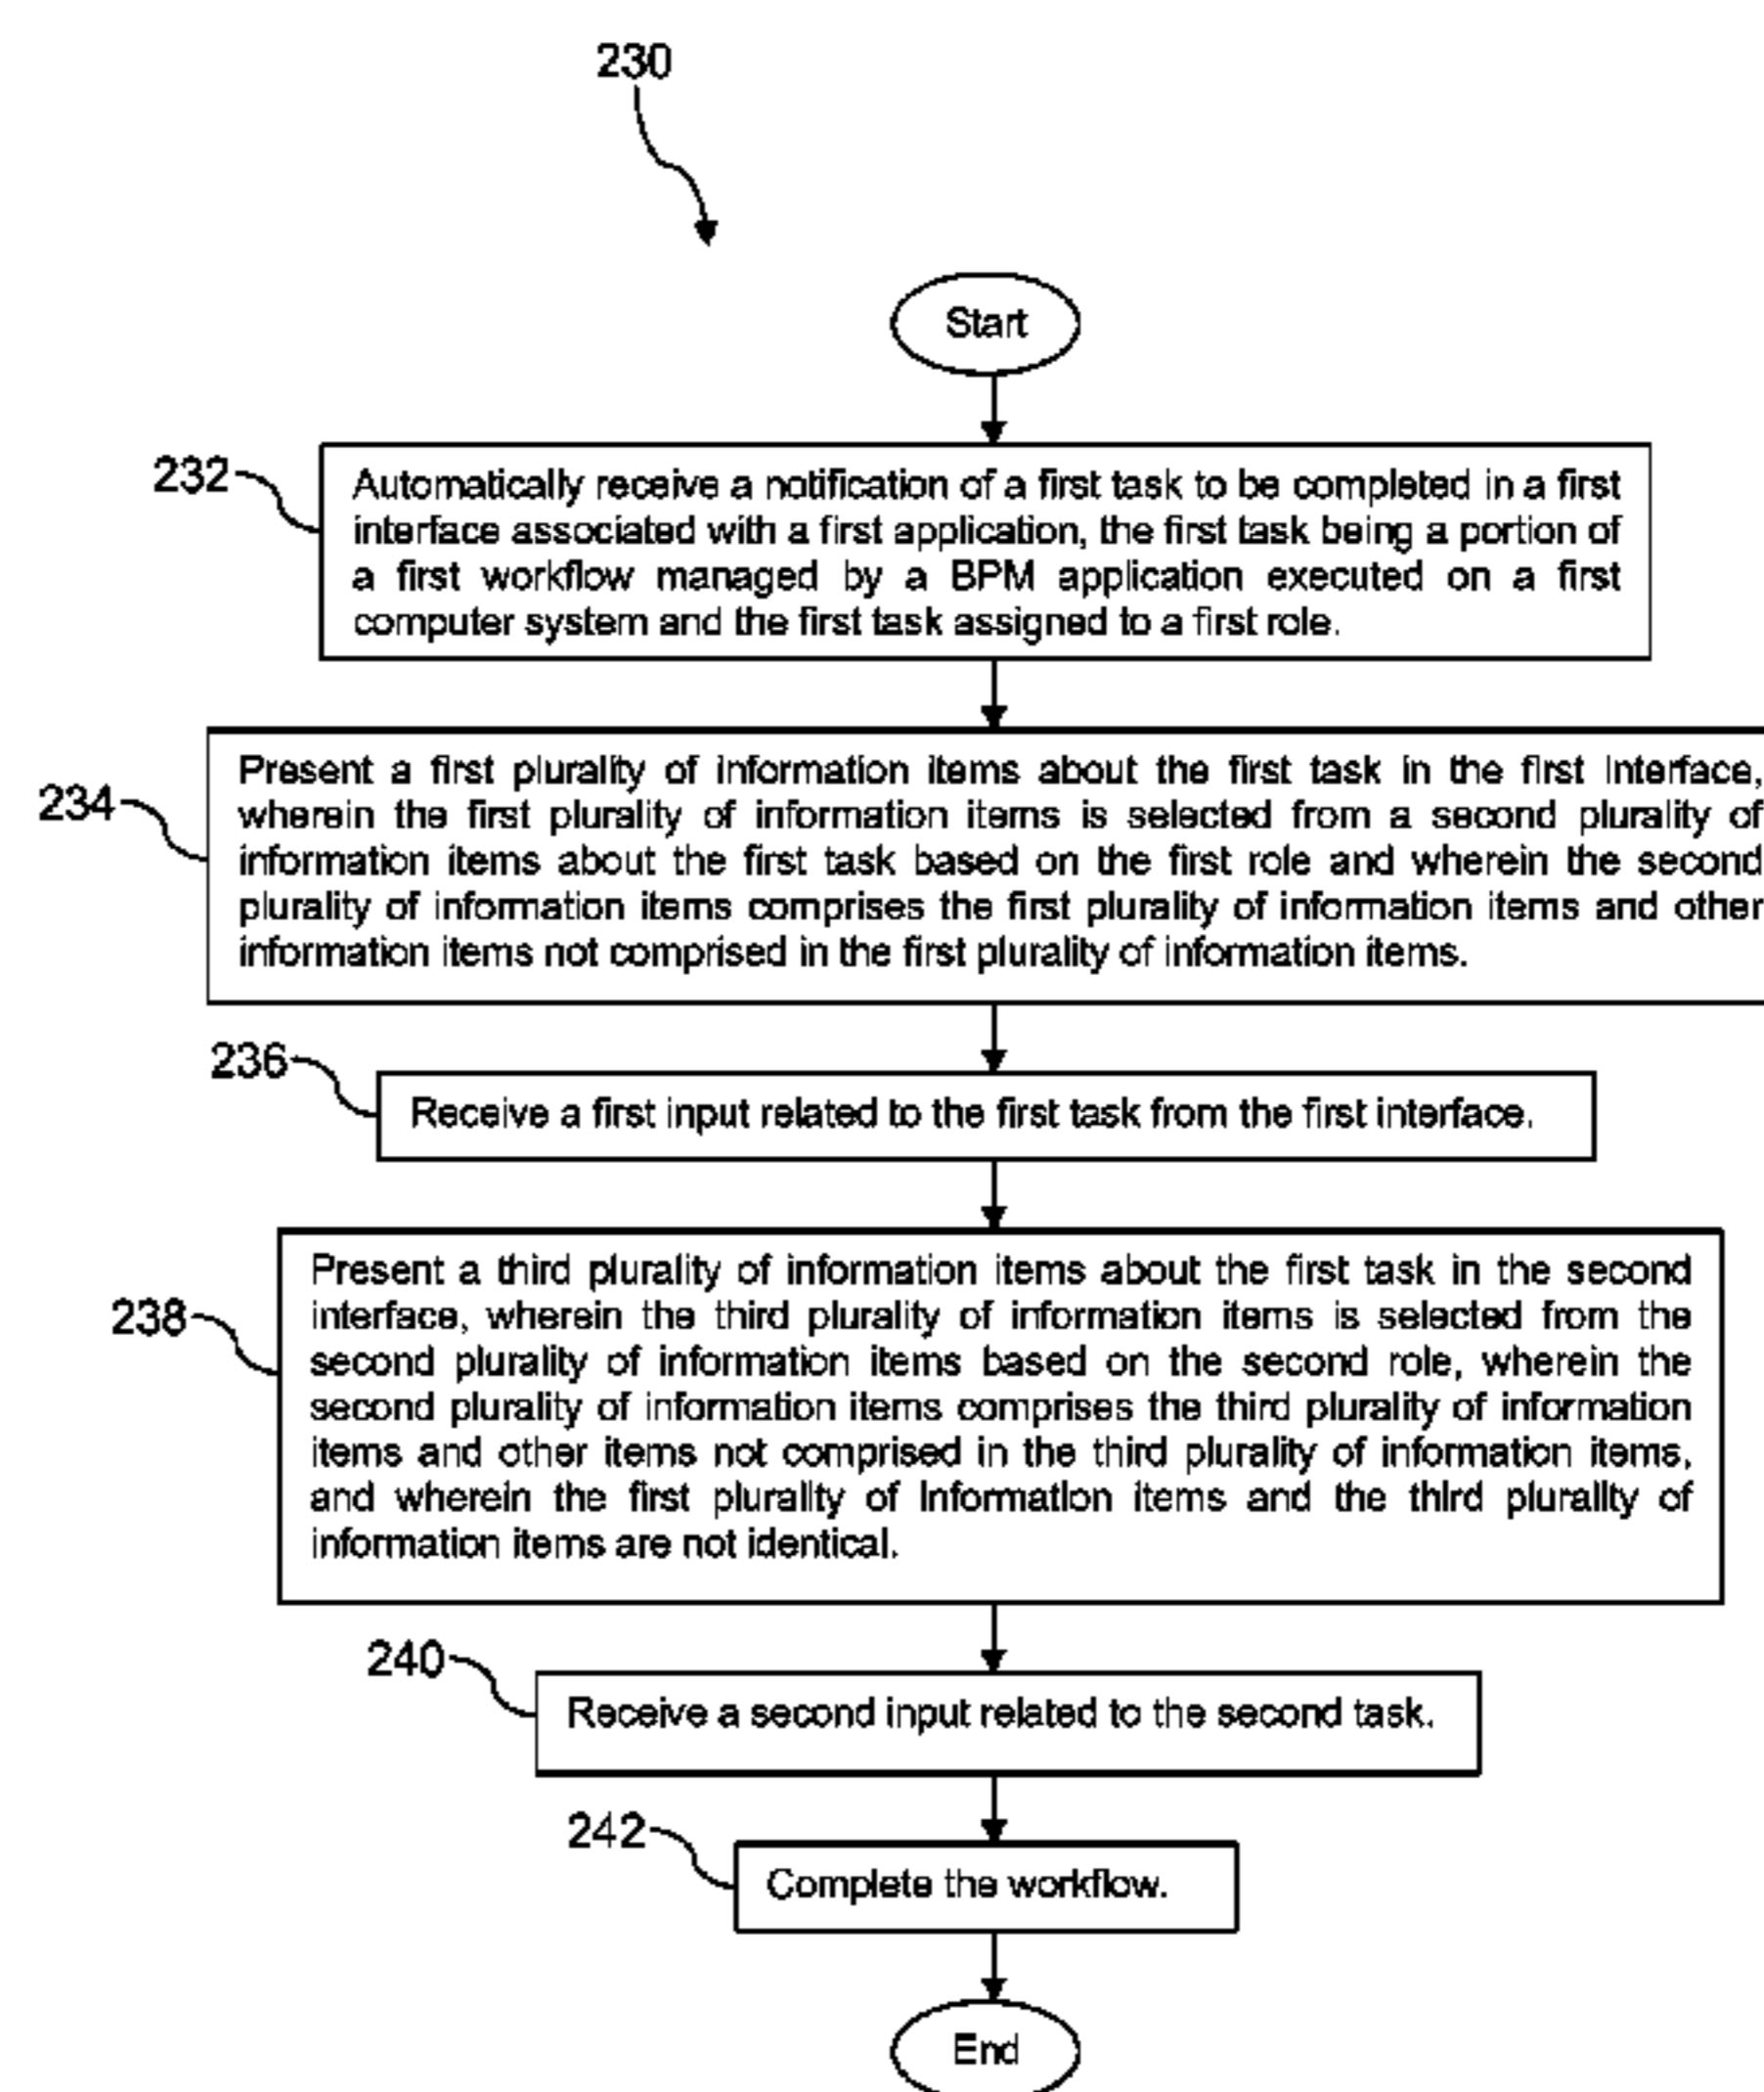 230
Start
232
Automatically receive a notification of a first task to be completed in a first
interface associated with a first application, the first task being a portion of
a first workflow managed by a BPM application executed on a first
computer system and the first task assigned to a first role.
234
Present a first plurality of information items about the first task in the first interface,
wherein the first plurality of information items is selected from a second plurality of
information items about the first task based on the first role and wherein the second
plurality of information items comprises the first plurality of information items and other
information items not comprised in the first plurality of information items.
236
Receive a first input related to the first task from the first interface.
238
Present a third plurality of information items about the first task in the second
interface, wherein the third plurality of information items is selected from the
second plurality of information items based on the second role, wherein the
second plurality of information items comprises the third plurality of information
items and other items not comprised in the third plurality of information items,
and wherein the first plurality of information items and the third plurality of
information items are not identical.
240
Receive a second input related to the second task.
242
Complete the workflow.
End